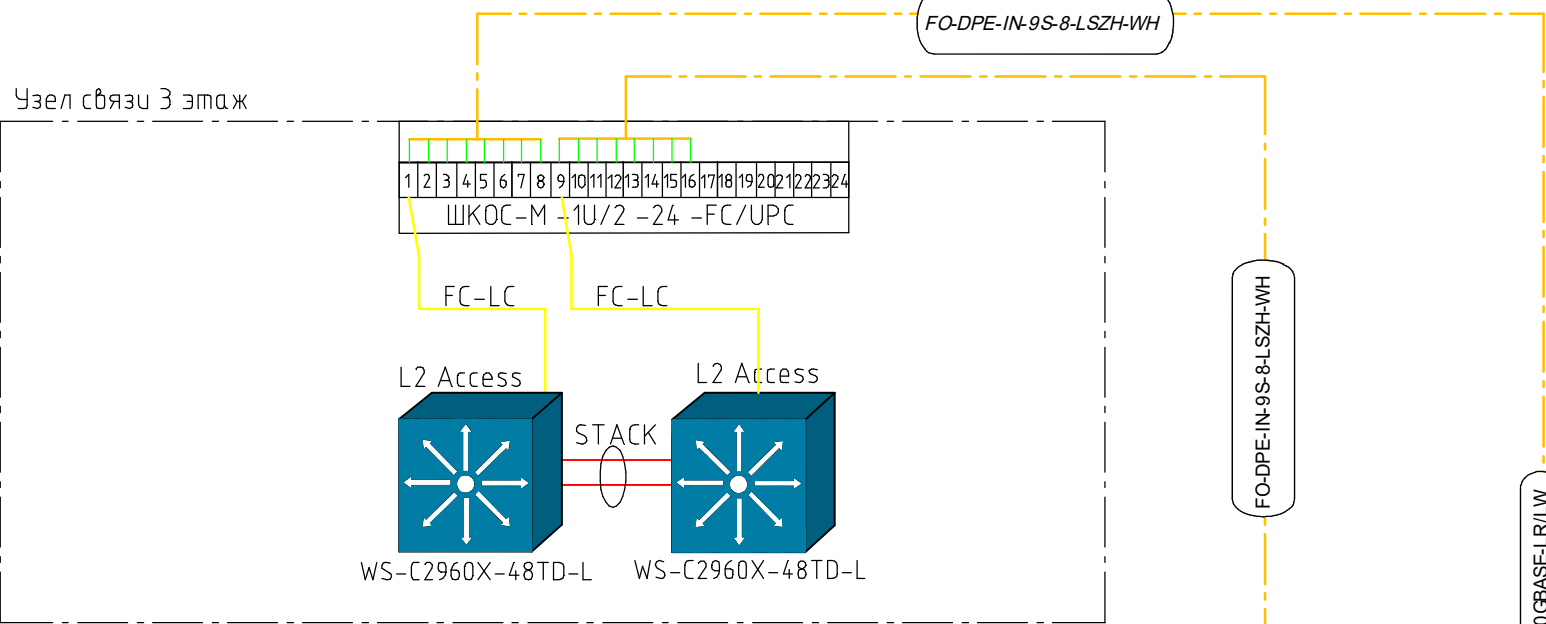 FO-DPE-IN-9S-8-LSZH-WH
Узел связи 3 этаж
1 2 3 4 5 6 7 8 9 10 11 12 13 14 15 16 17 18 19 20 21 22 23 24
ШКОС-М -1U/2 -24 -FC/UPC
FC-LC FC-LC
FO-DPE-IN-9S-8-LSZH-WH
L2 Access L2 Access
STACK
WS-C2960X-48TD-L WS-C2960X-48TD-L
0GBASE-LR/LW